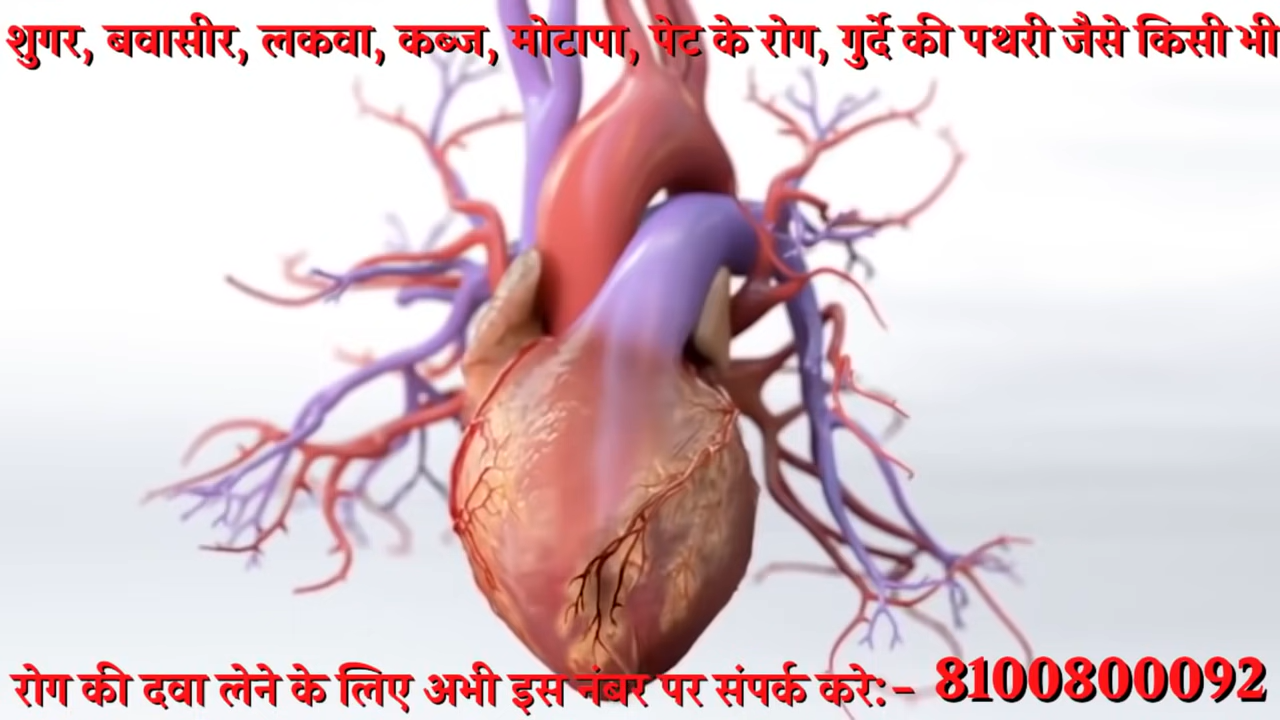 शुगर, बवासीर, लकवा, कब्ज, मोटापा, पेट के रोग, गुर्दे की पथरी जैसे किसी भी
रोग की दवा लेने के लिए अभी इस नंबर पर संपर्क करे:- 8100800092